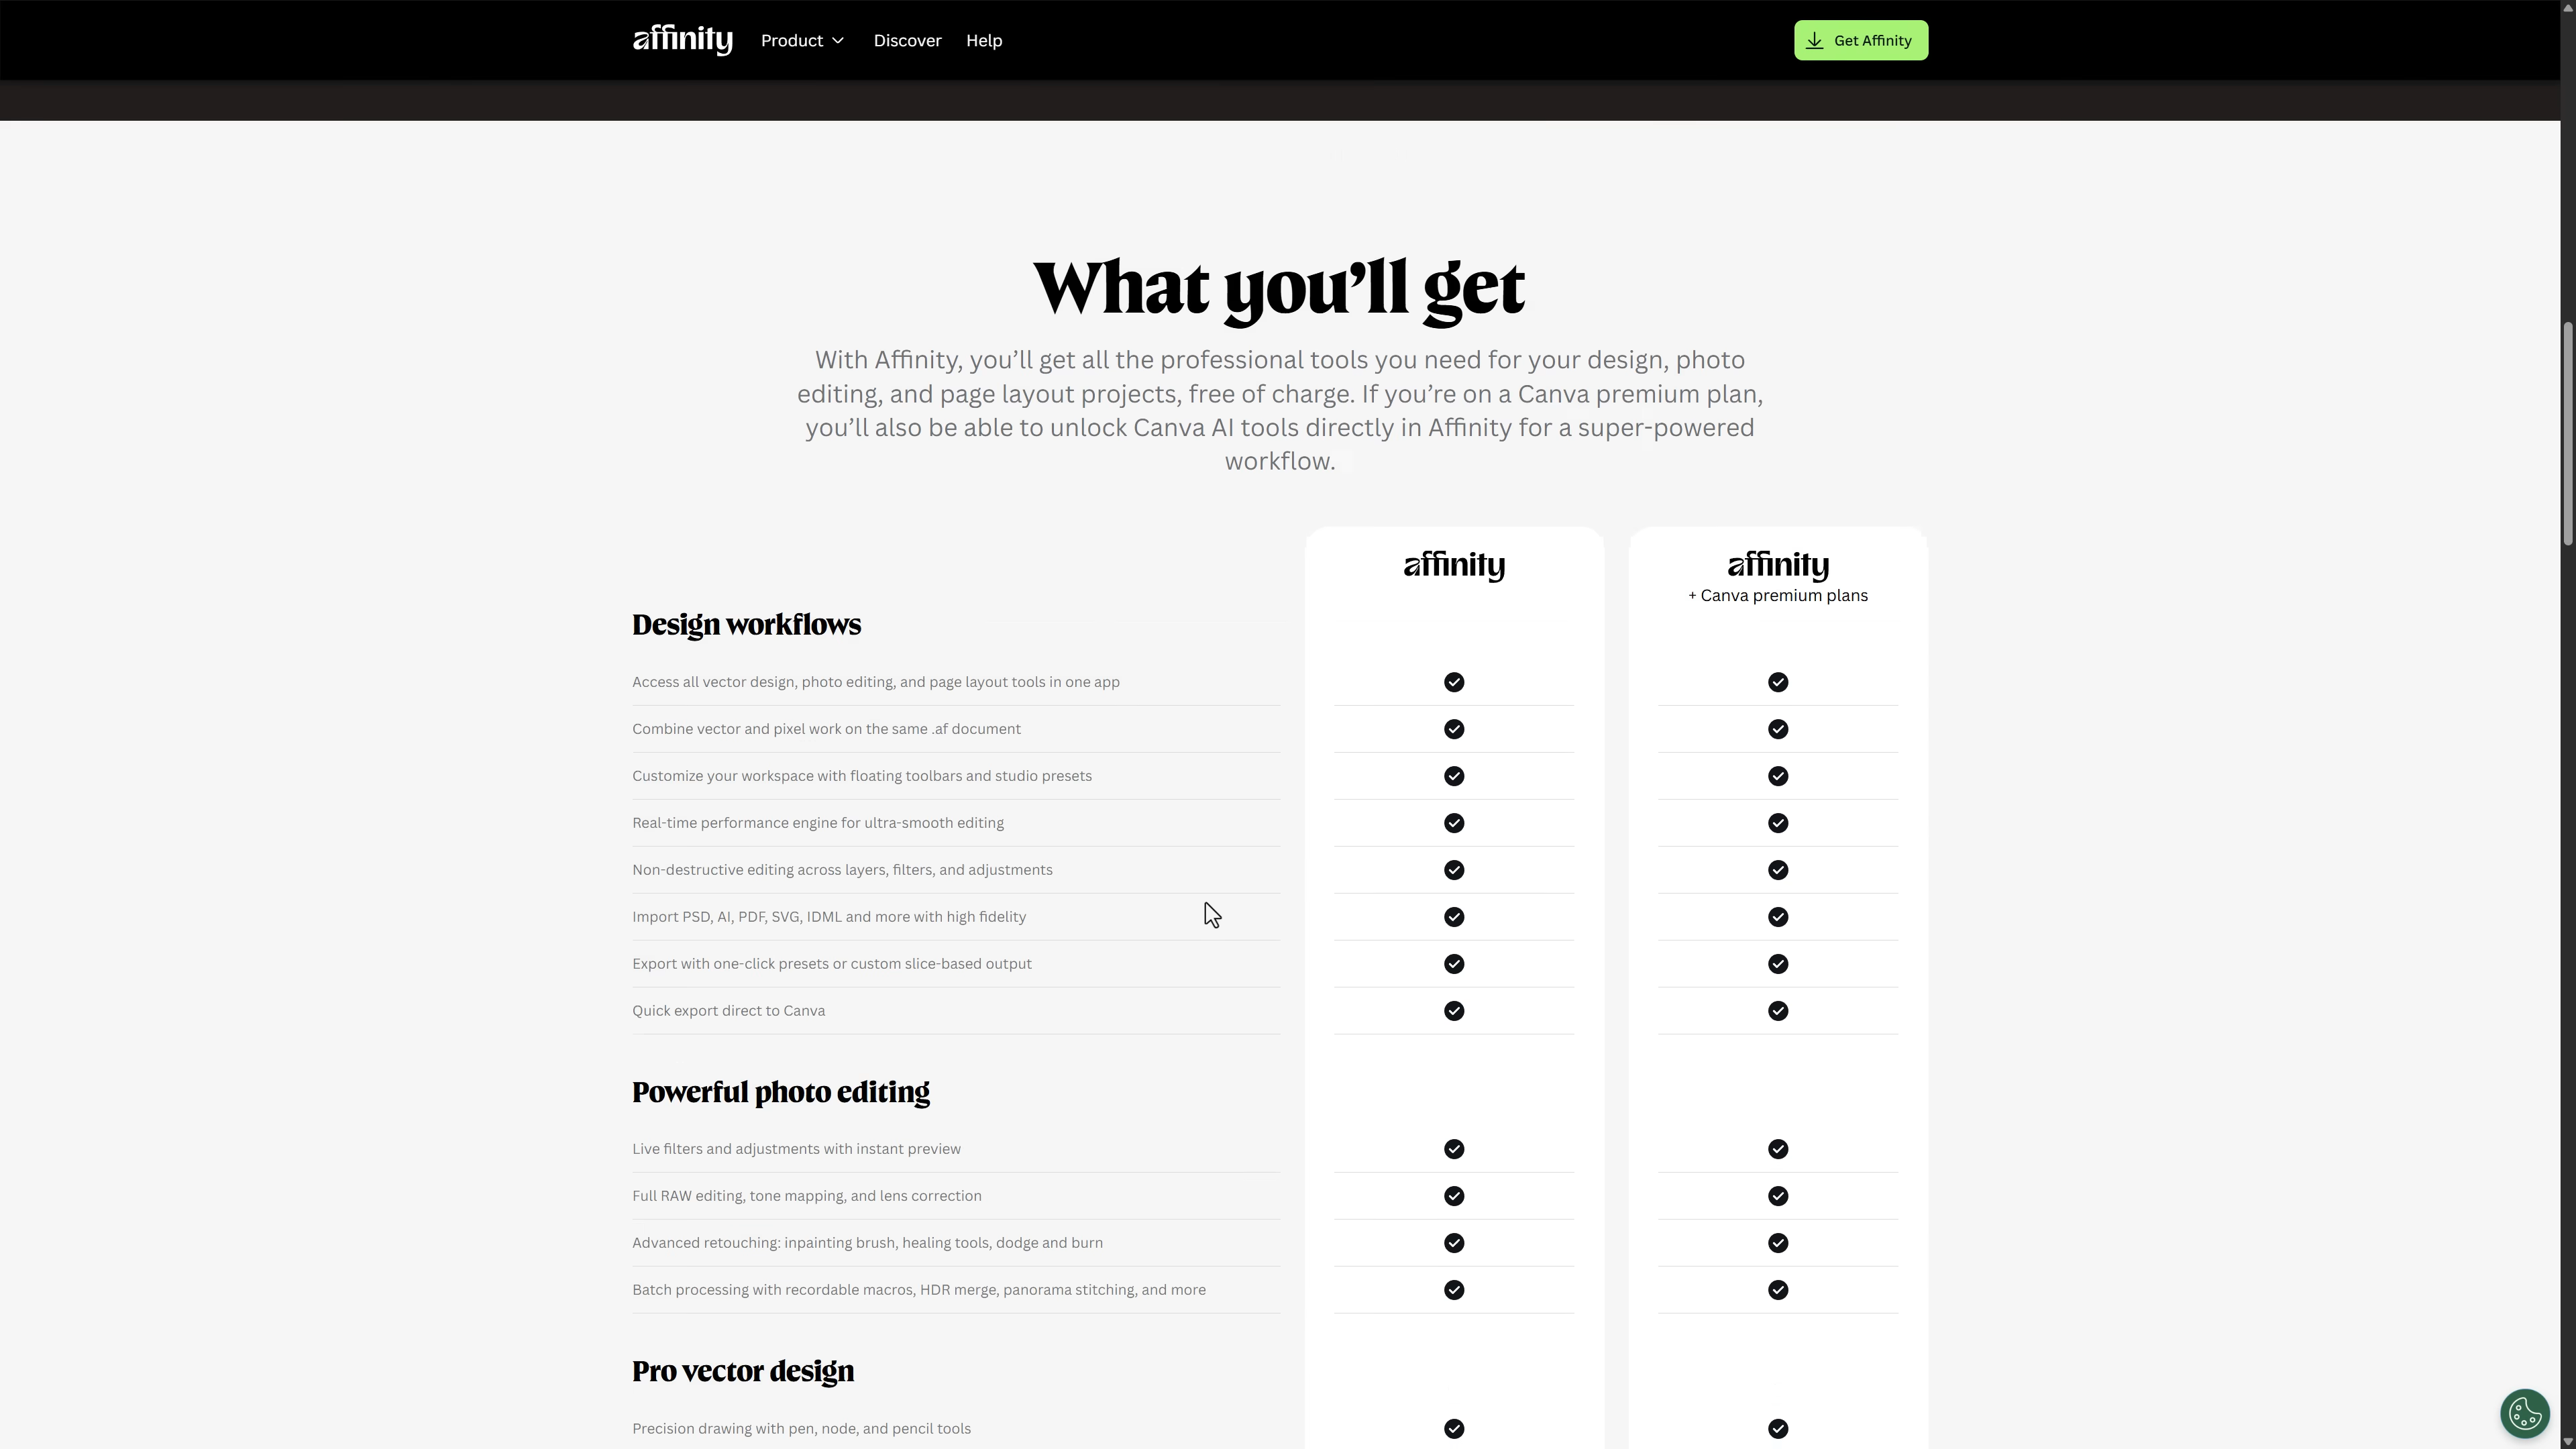 affinity Product Discover Help Get Affinity
What you’ll get
With Affinity, you’ll get all the professional tools you need for your design, photo
editing, and page layout projects, free of charge. If you’re on a Canva premium plan,
you’ll also be able to unlock Canva AI tools directly in Affinity for a super-powered
workflow.
affinity
affinity
+ Canva premium plans
Design workflows
Access all vector design, photo editing, and page layout tools in one app
Combine vector and pixel work on the same .af document
Customize your workspace with floating toolbars and studio presets
Real-time performance engine for ultra-smooth editing
Non-destructive editing across layers, filters, and adjustments
Import PSD, AI, PDF, SVG, IDML and more with high fidelity
Export with one-click presets or custom slice-based output
Quick export direct to Canva
Powerful photo editing
Live filters and adjustments with instant preview
Full RAW editing, tone mapping, and lens correction
Advanced retouching: inpainting brush, healing tools, dodge and burn
Batch processing with recordable macros, HDR merge, panorama stitching, and more
Pro vector design
Precision drawing with pen, node, and pencil tools